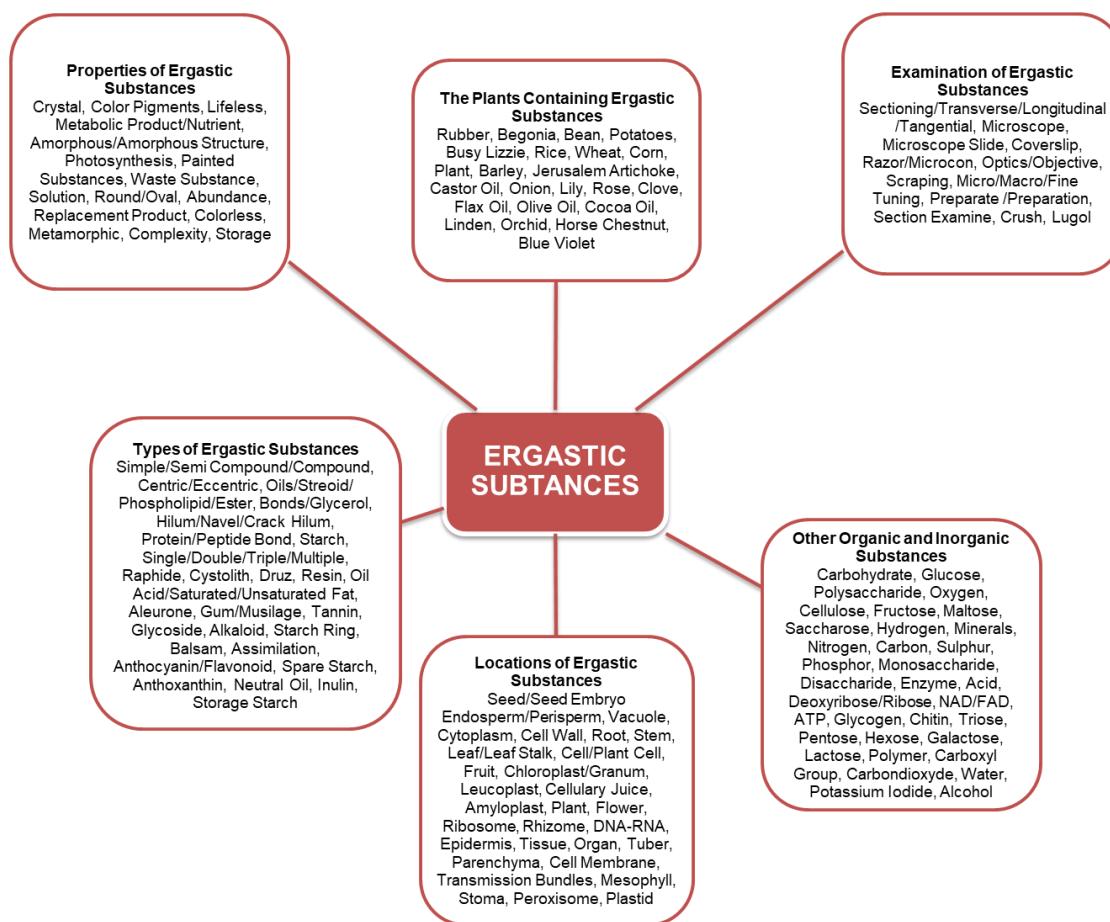 Properties of Ergastic
Substances
Crystal, Color Pigments, Lifeless,
Metabolic Product/Nutrient,
Amorphous/Amorphous Structure,
Photosynthesis, Painted
Substances, Waste Substance,
Solution, Round/Oval, Abundance,
Replacement Product, Colorless,
Metamorphic, Complexity, Storage
The Plants Containing Ergastic
Substances
Rubber, Begonia, Bean, Potatoes,
Busy Lizzie, Rice, Wheat, Corn,
Plant, Barley, Jerusalem Artichoke,
Castor Oil, Onion, Lily, Rose, Clove,
Flax Oil, Olive Oil, Cocoa Oil,
Linden, Orchid, Horse Chestnut,
Blue Violet
Examination of Ergastic
Substances
Sectioning/Transverse/Longitudinal
/Tangential, Microscope,
Microscope Slide, Coverslip,
Razor/Microcon, Optics/Objective,
Scraping, Micro/Macro/Fine
Tuning, Preparate /Preparation,
Section Examine, Crush, Lugol
ERGASTIC
SUBTANCES
Types of Ergastic Substances
Simple/Semi Compound/Compound,
Centric/Eccentric, Oils/Streoid/
Phospholipid/Ester, Bonds/Glycerol,
Hilum/Navel/Crack Hilum,
Protein/Peptide Bond, Starch,
Single/Double/Triple/Multiple,
Raphide, Cystolith, Druz, Resin, Oil
Acid/Saturated/Unsaturated Fat,
Aleurone, Gum/Musilage, Tannin,
Glycoside, Alkaloid, Starch Ring,
Balsam, Assimilation,
Anthocyanin/Flavonoid, Spare Starch,
Anthoxanthin, Neutral Oil, Inulin,
Storage Starch
Locations of Ergastic
Substances
Seed/Seed Embryo
Endosperm/Perisperm, Vacuole,
Cytoplasm, Cell Wall, Root, Stem,
Leaf/Leaf Stalk, Cell/Plant Cell,
Fruit, Chloroplast/Granum,
Leucoplast, Cellulary Juice,
Amyloplast, Plant, Flower,
Ribosome, Rhizome, DNA-RNA,
Epidermis, Tissue, Organ, Tuber,
Parenchyma, Cell Membrane,
Transmission Bundles, Mesophyll,
Stoma, Peroxisome, Plastid
Other Organic and Inorganic
Substances
Carbohydrate, Glucose,
Polysaccharide, Oxygen,
Cellulose, Fructose, Maltose,
Saccharose, Hydrogen, Minerals,
Nitrogen, Carbon, Sulphur,
Phosphor, Monosaccharide,
Disaccharide, Enzyme, Acid,
Deoxyribose/Ribose, NAD/FAD,
ATP, Glycogen, Chitin, Triose,
Pentose, Hexose, Galactose,
Lactose, Polymer, Carboxyl
Group, Carbondioxyde, Water,
Potassium Iodide, Alcohol